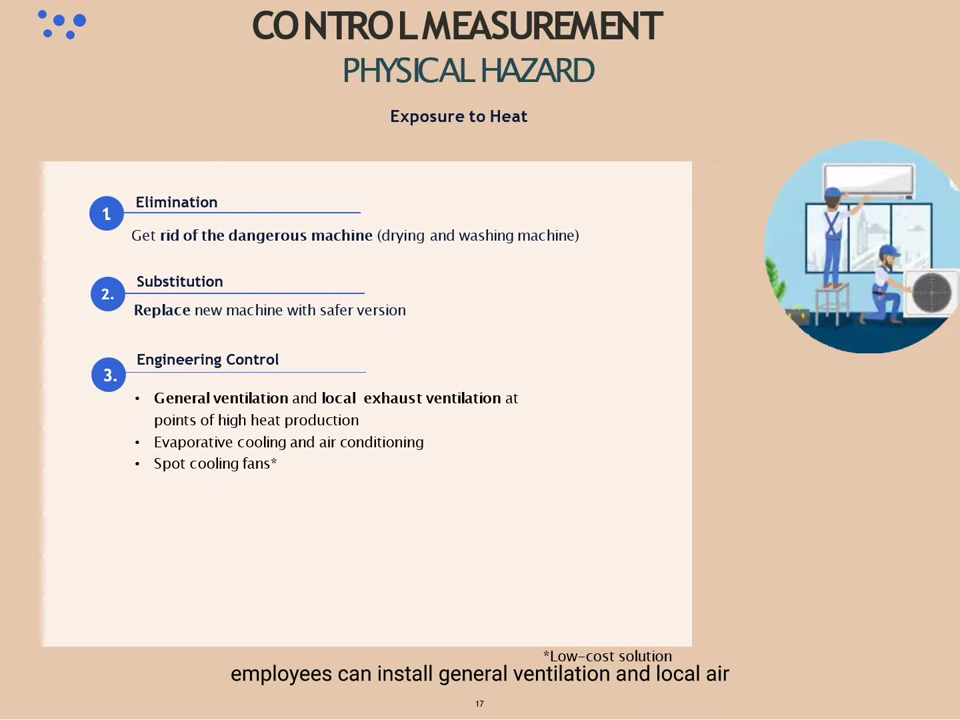 CONTROL MEASUREMENT
PHYSICAL HAZARD
Exposure to Heat
1.
Elimination
Get rid of the dangerous machine (drying and washing machine)
2.
Substitution
Replace new machine with safer version
3.
Engineering Control
• General ventilation and local exhaust ventilation at
points of high heat production
• Evaporative cooling and air conditioning
• Spot cooling fans*
*Low-cost solution
employees can install general ventilation and local air
17